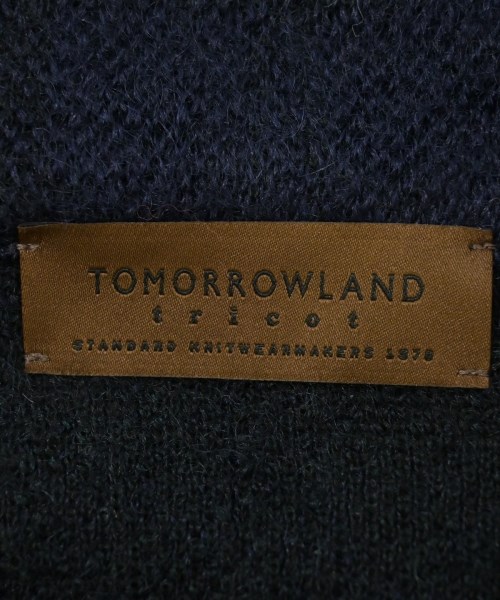 TOMORROWLAND
tricot
STANDARD KNITWEARMAKERS 1978